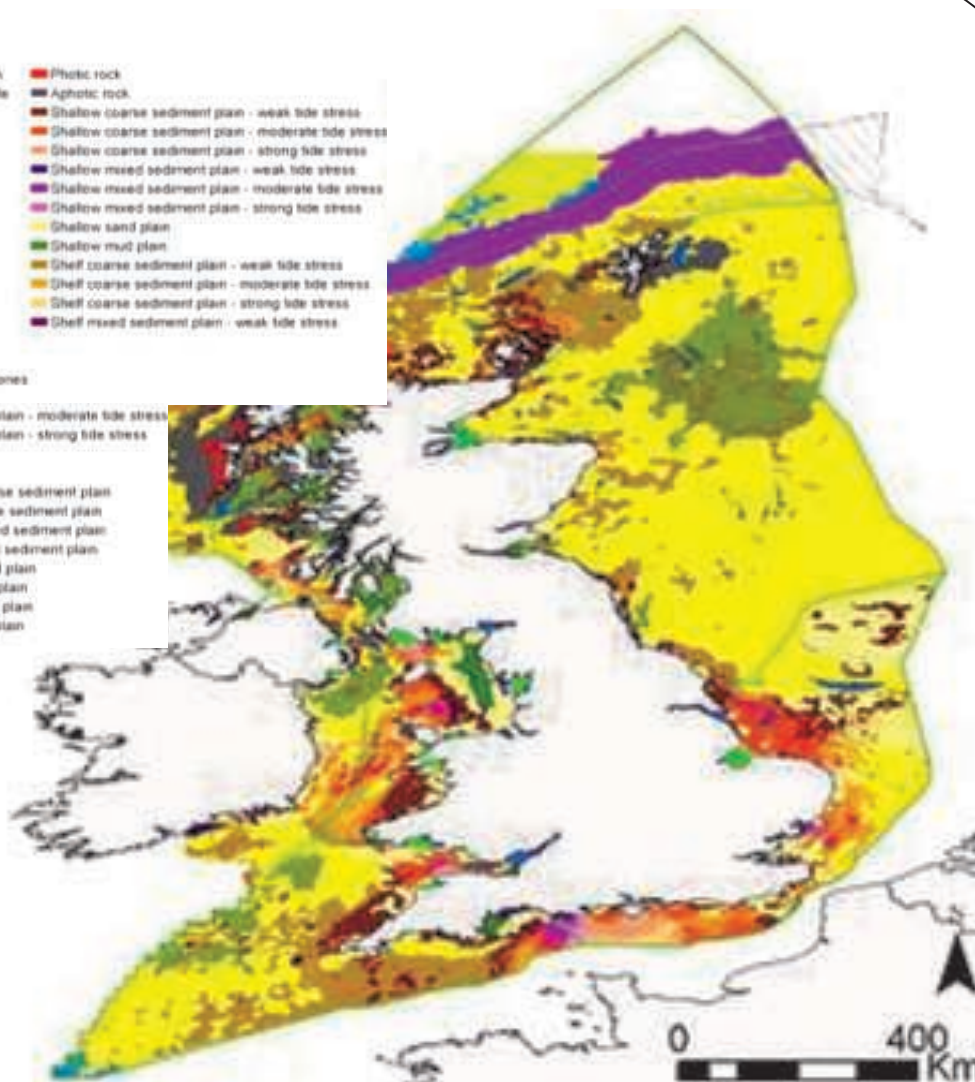 Photic rock
Aphotic rock
Shallow coarse sediment plain - weak tide stress
Shallow coarse sediment plain - moderate tide stress
Shallow coarse sediment plain - strong tide stress
Shallow mixed sediment plain - weak tide stress
Shallow mixed sediment plain - moderate tide stress
Shallow mixed sediment plain - strong tide stress
Shallow sand plain
Shallow mud plain
Shelf coarse sediment plain - weak tide stress
Shelf coarse sediment plain - moderate tide stress
Shelf coarse sediment plain - strong tide stress
Shelf mixed sediment plain - weak tide stress
- moderate tide stress
- strong tide stress
sediment plain
sediment plain
sediment plain
sediment plain
plain
plain
plain
0 400
Km